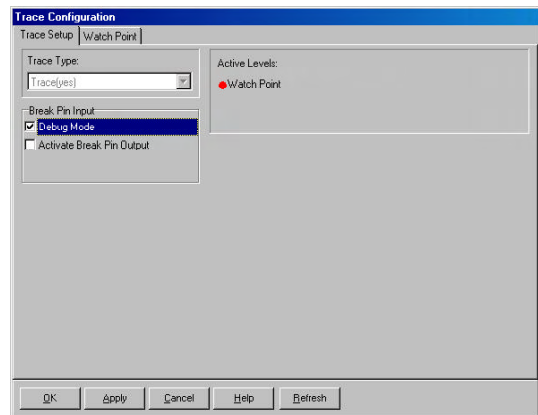 Trace Configuration
Trace Setup Watch Point
Trace Type:
Trace(yes)
Active Levels:
Watch Point
Break Pin Input
Debug Mode
Activate Break Pin Output
OK Apply Cancel Help Refresh